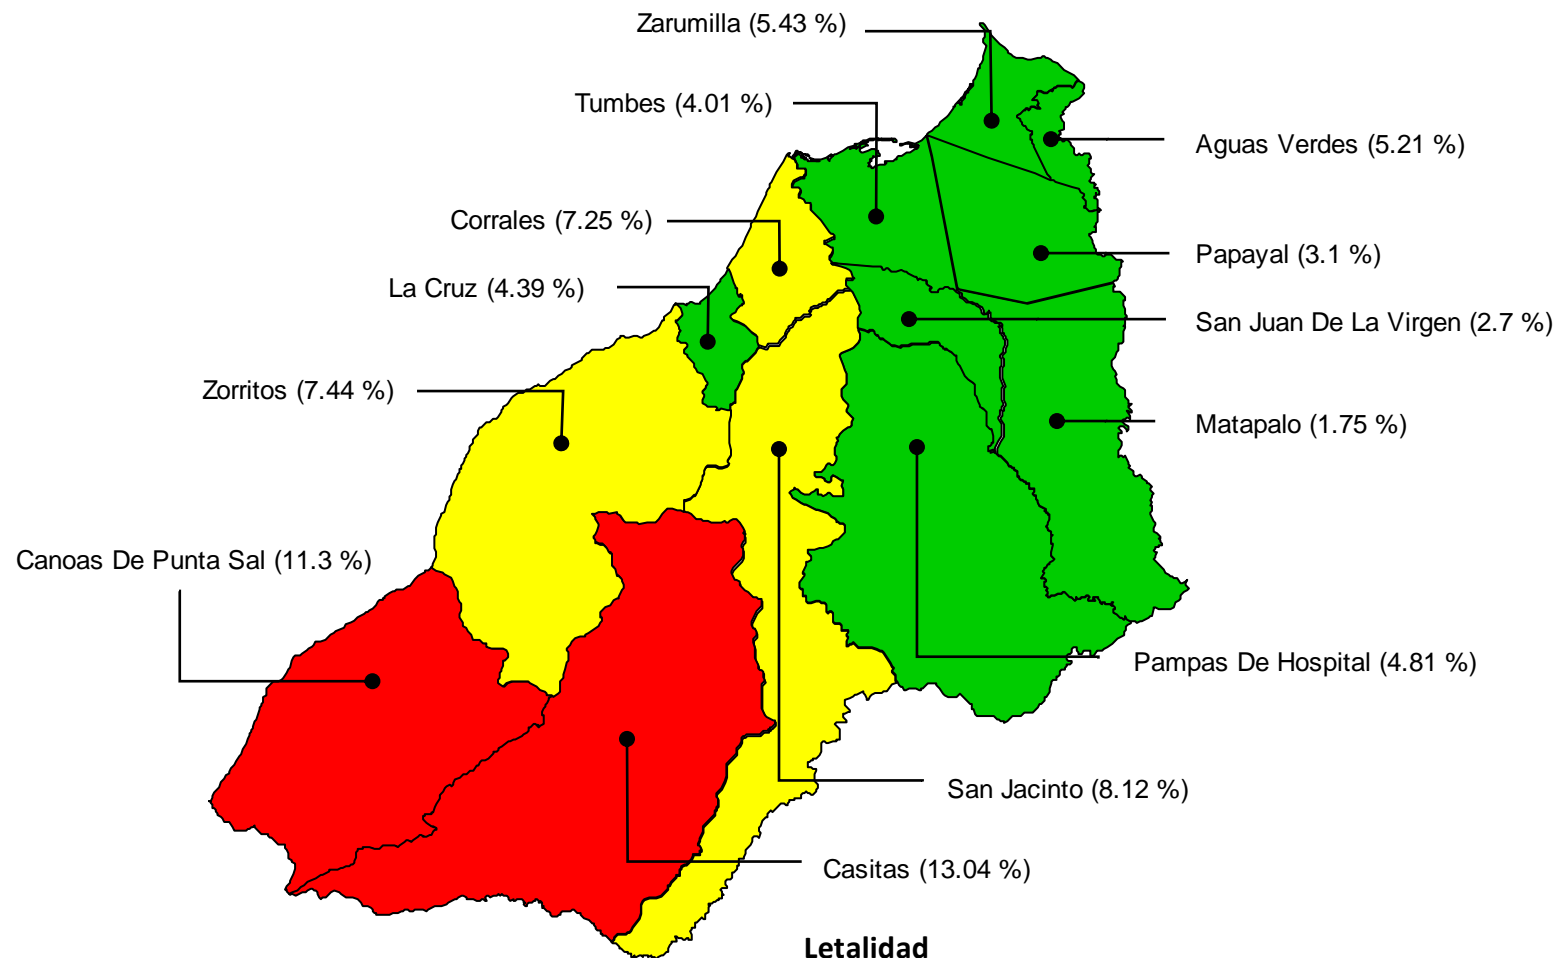 Zarumilla (5.43 %)
Tumbes (4.01 %)
Aguas Verdes (5.21 %)
Corrales (7.25 %)
Papayal (3.1 %)
La Cruz (4.39 %)
San Juan De La Virgen (2.7 %)
Zorritos (7.44 %)
Matapalo (1.75 %)
Canoas De Punta Sal (11.3 %)
Pampas De Hospital (4.81 %)
San Jacinto (8.12 %)
Casitas (13.04 %)
Letalidad